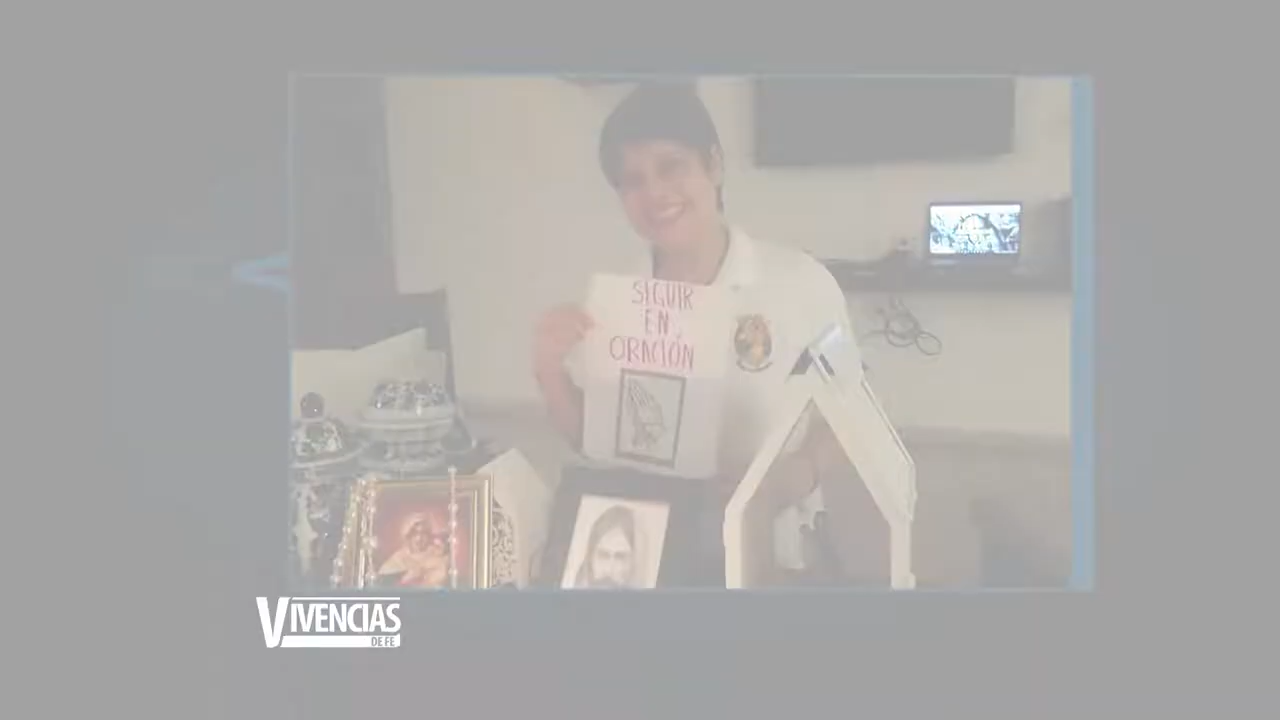 SEGUIR
EN
ORACIÓN
VIVENCIAS
DE FE